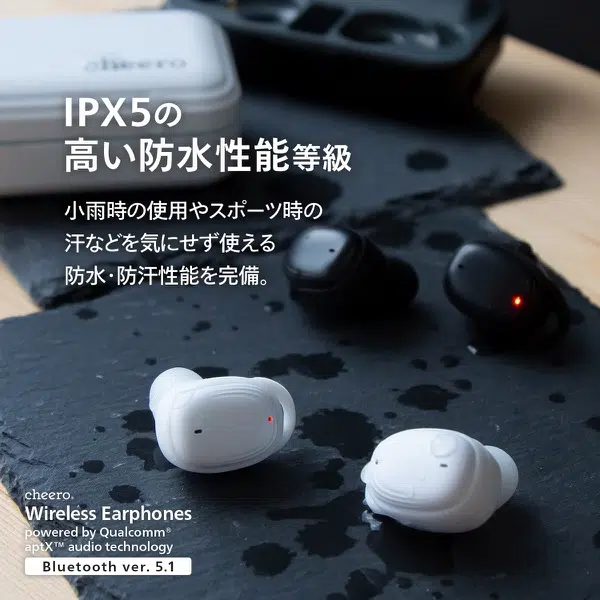 cheero
IPX5の
高い防水性能等級
小雨時の使用やスポーツ時の
汗などを気にせず使える
防水・防汗性能を完備。
cheero®
Wireless Earphones
powered by Qualcomm®
aptX™ audio technology
Bluetooth ver. 5.1